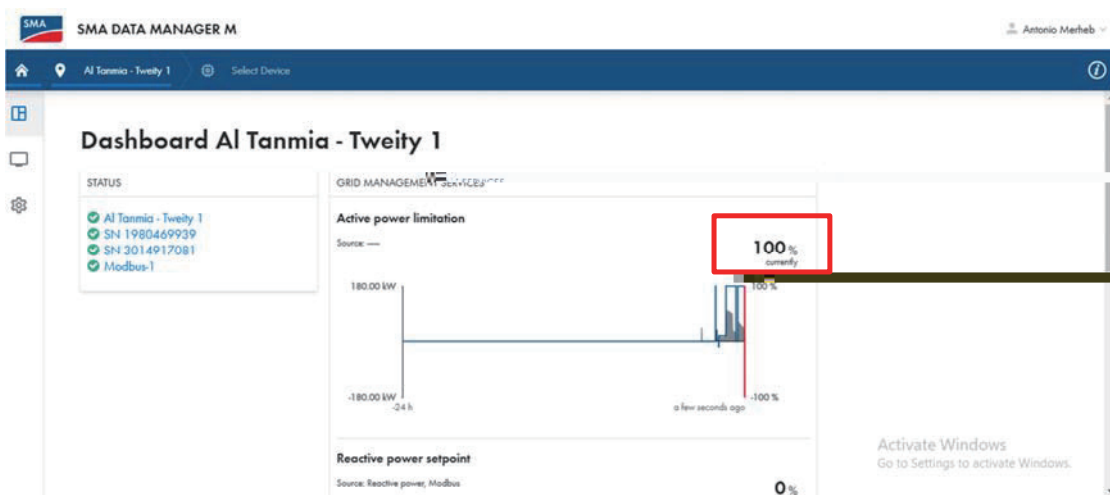 SMA
SMA DATA MANAGER M
Antonio Merheb
Al Tanmia - Tweity 1
Select Device
Dashboard Al Tanmia - Tweity 1
STATUS
Al Tanmia - Tweity 1
SN 1980469939
SN 3014917081
Modbus-1
GRID MANAGEMENT SERVICES
Active power limitation
Source: ---
100 %
currently
180.00 kW
100 %
-180.00 kW
-100 %
-24 h
a few seconds ago
Reactive power setpoint
Source: Reactive power, Modbus
0 %
Activate Windows
Go to Settings to activate Windows.